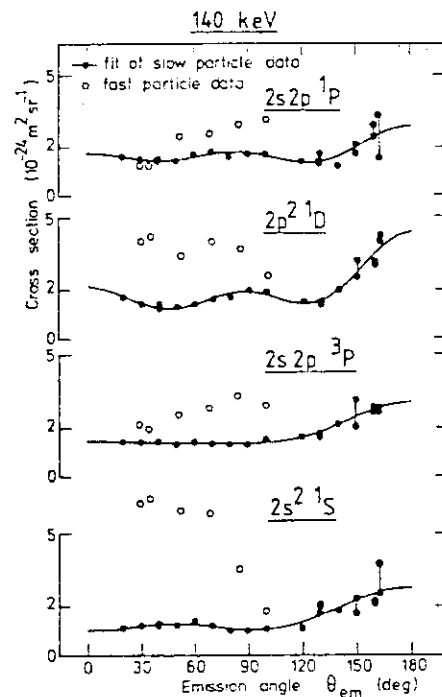 140 keV
fit of slow particle data
fast particle data
2s 2p ¹P
5
2
0
2p² ¹D
5
2
0
2s 2p ³P
5
2
0
2s² ¹S
5
2
0
Cross section (10⁻²⁴ m² sr⁻¹)
0 30 60 90 120 150 180
Emission angle θem (deg)